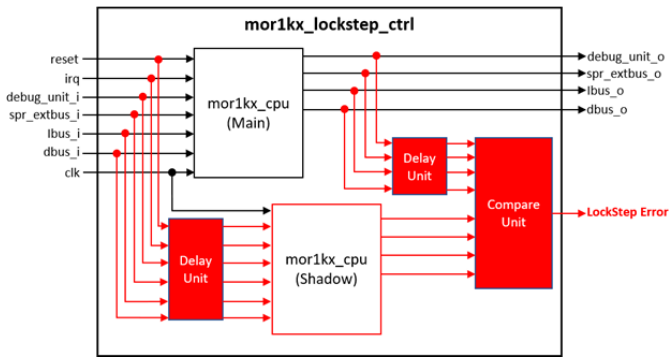 mor1kx_lockstep_ctrl
reset
irq
debug_unit_i
spr_extbus_i
Ibus_i
dbus_i
clk
mor1kx_cpu
(Main)
debug_unit_o
spr_extbus_o
Ibus_o
dbus_o
Delay
Unit
Compare
Unit
LockStep Error
Delay
Unit
mor1kx_cpu
(Shadow)